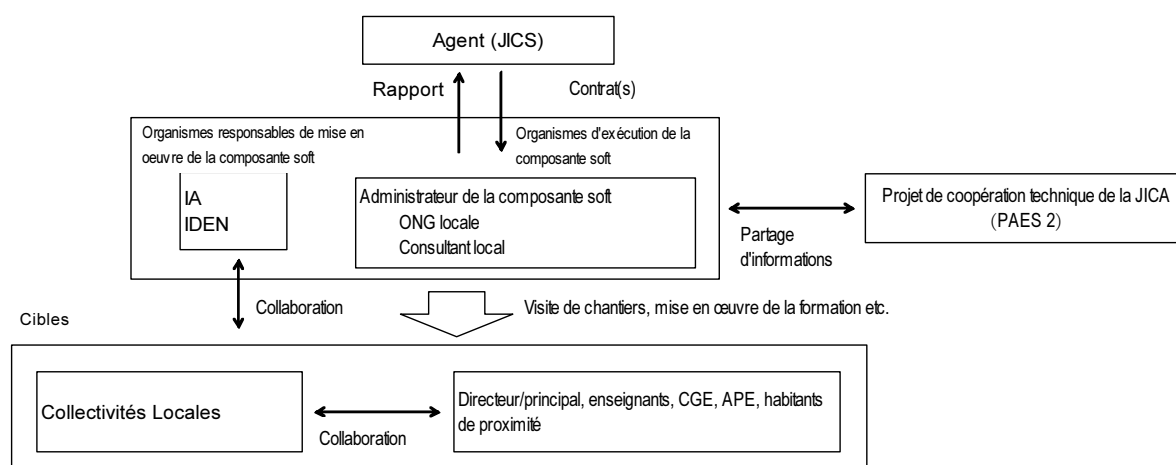 Agent (JICS)
Rapport
Contrat(s)
Organismes responsables de mise en
oeuvre de la composante soft
Organismes d'exécution de la
composante soft
IA
IDEN
Administrateur de la composante soft
ONG locale
Consultant local
Partage
d'informations
Projet de coopération technique de la JICA
(PAES 2)
Collaboration
Visite de chantiers, mise en œuvre de la formation etc.
Cibles
Collectivités Locales
Collaboration
Directeur/principal, enseignants, CGE, APE, habitants
de proximité